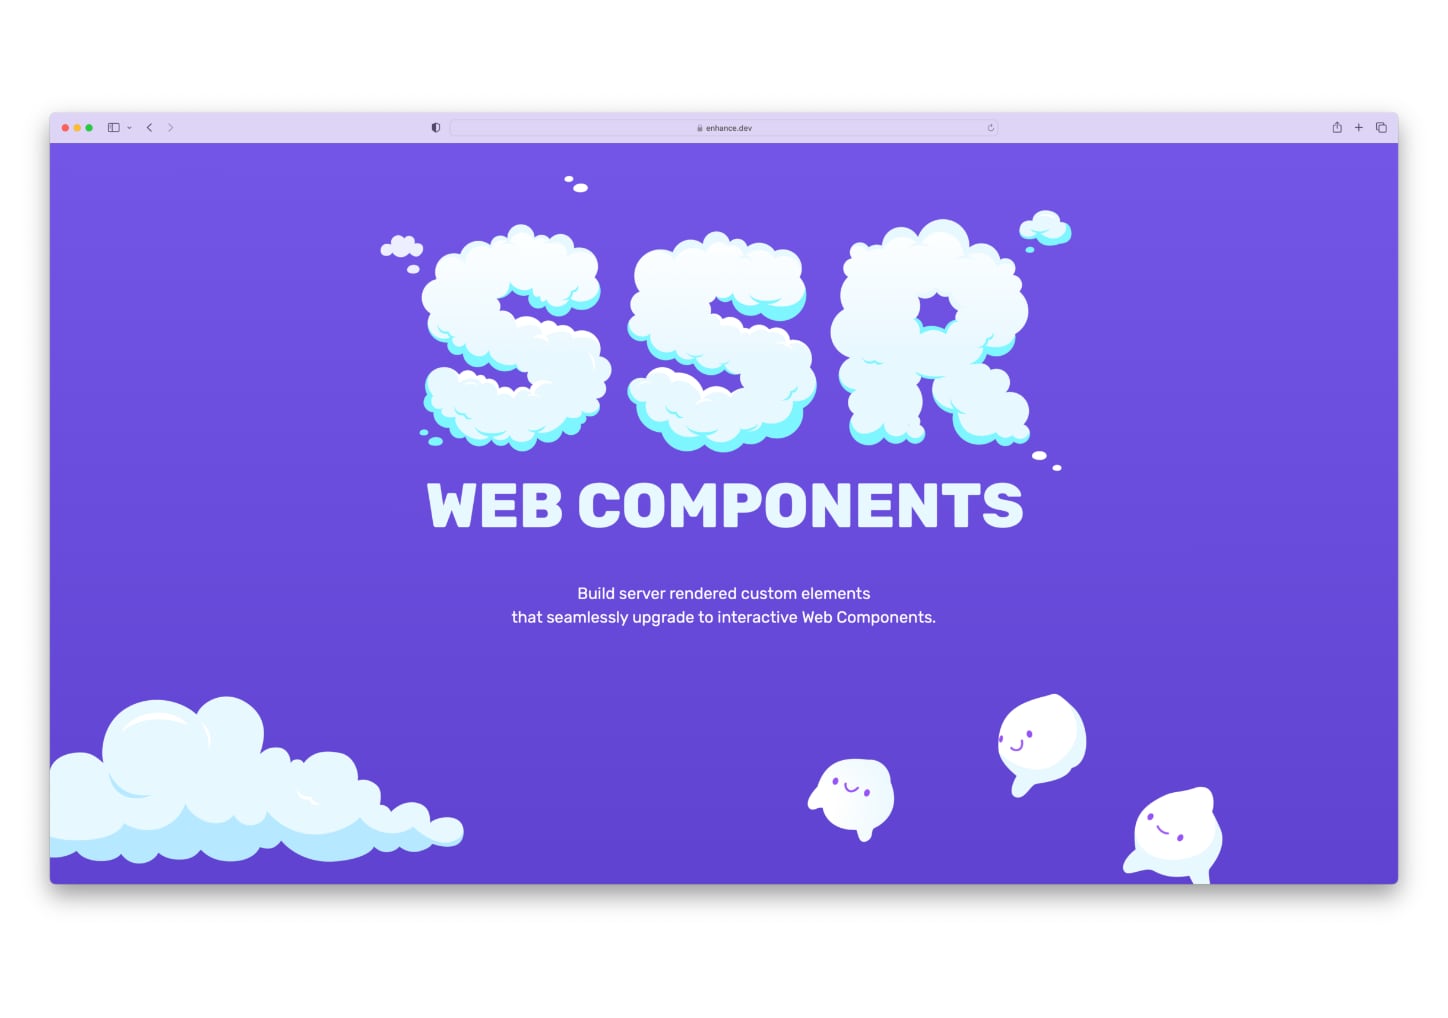 enhance.dev
SSR
WEB COMPONENTS
Build server rendered custom elements
that seamlessly upgrade to interactive Web Components.